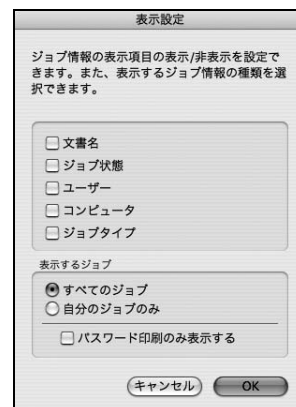 表示設定
ジョブ情報の表示項目の表示/非表示を設定で
きます。また、表示するジョブ情報の種類を選
択できます。
文書名
ジョブ状態
ユーザー
コンピュータ
ジョブタイプ
表示するジョブ
すべてのジョブ
自分のジョブのみ
パスワード印刷のみ表示する
キャンセル OK